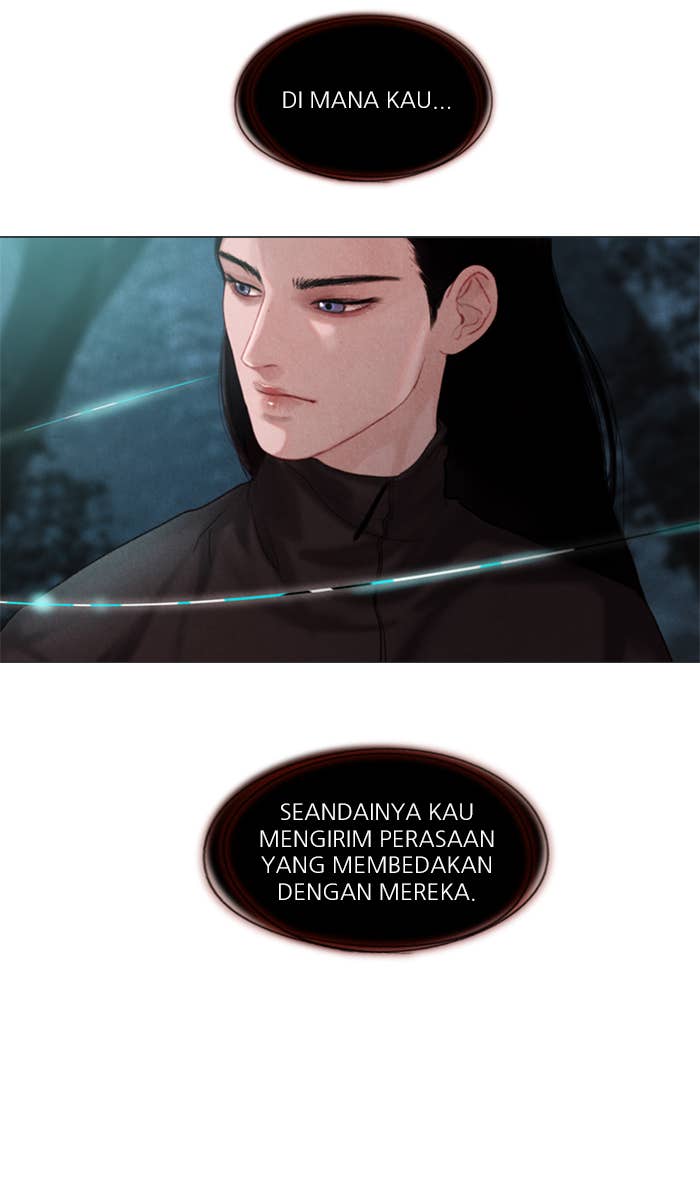 DI MANA KAU...
SEANDAINYA KAU
MENGIRIM PERASAAN
YANG MEMBEDAKAN
DENGAN MEREKA.